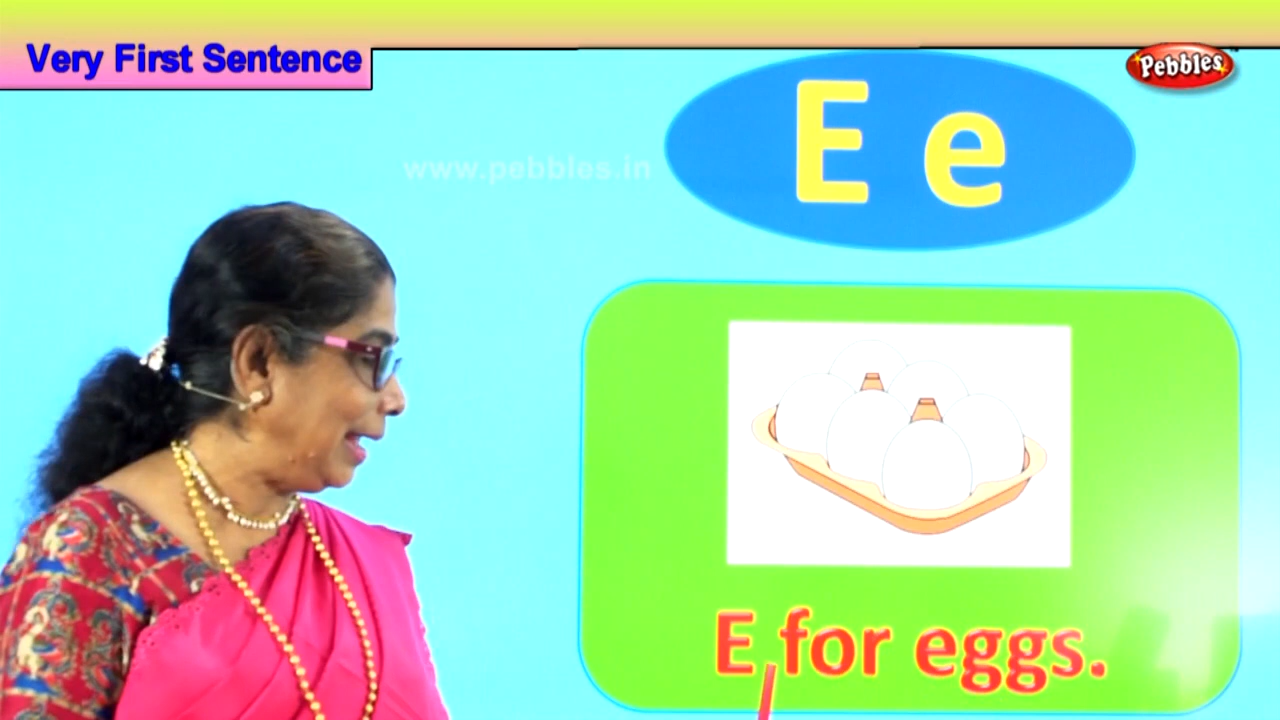 Very First Sentence
Pebbles
E e
www.pebbles.in
E for eggs.